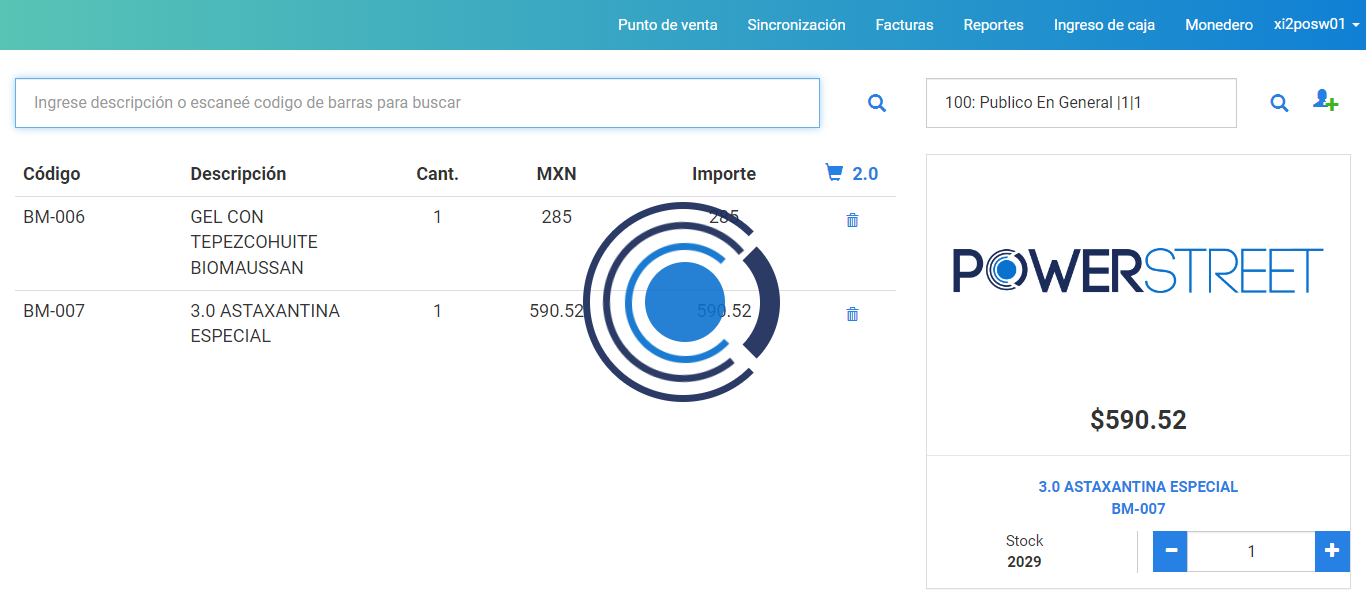 Punto de venta Sincronización Facturas Reportes Ingreso de caja Monedero xi2posw01
Ingrese descripción o escaneé codigo de barras para buscar
100: Publico En General |1|1
Código Descripción Cant. MXN Importe 2.0
BM-006 GEL CON 1 285 285
TEPEZCOHUITE
BIOMAUSSAN
BM-007 3.0 ASTAXANTINA 1 590.52 590.52
ESPECIAL
POWERSTREET
$590.52
3.0 ASTAXANTINA ESPECIAL
BM-007
Stock
2029
1